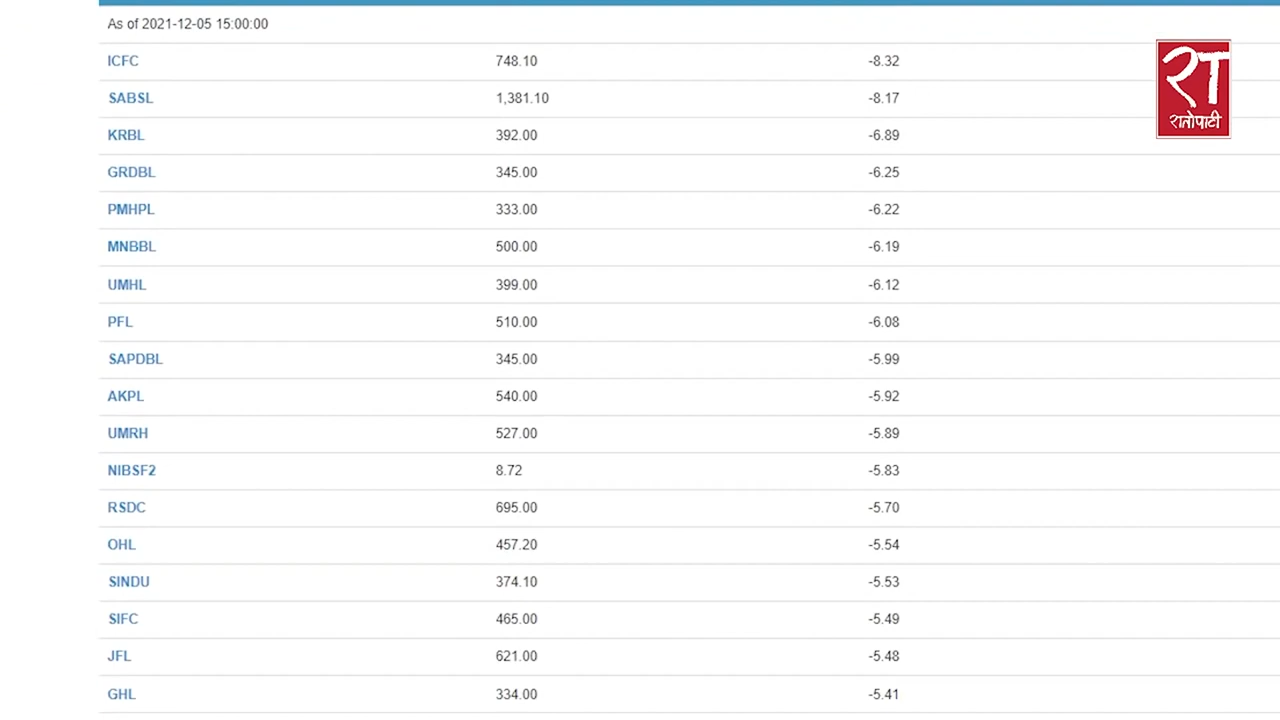 As of 2021-12-05 15:00:00
ICFC 748.10 -8.32
SABSL 1,381.10 -8.17
KRBL 392.00 -6.89
GRDBL 345.00 -6.25
PMHPL 333.00 -6.22
MNBBL 500.00 -6.19
UMHL 399.00 -6.12
PFL 510.00 -6.08
SAPDBL 345.00 -5.99
AKPL 540.00 -5.92
UMRH 527.00 -5.89
NIBSF2 8.72 -5.83
RSDC 695.00 -5.70
OHL 457.20 -5.54
SINDU 374.10 -5.53
SIFC 465.00 -5.49
JFL 621.00 -5.48
GHL 334.00 -5.41
रा
रातोपाटी